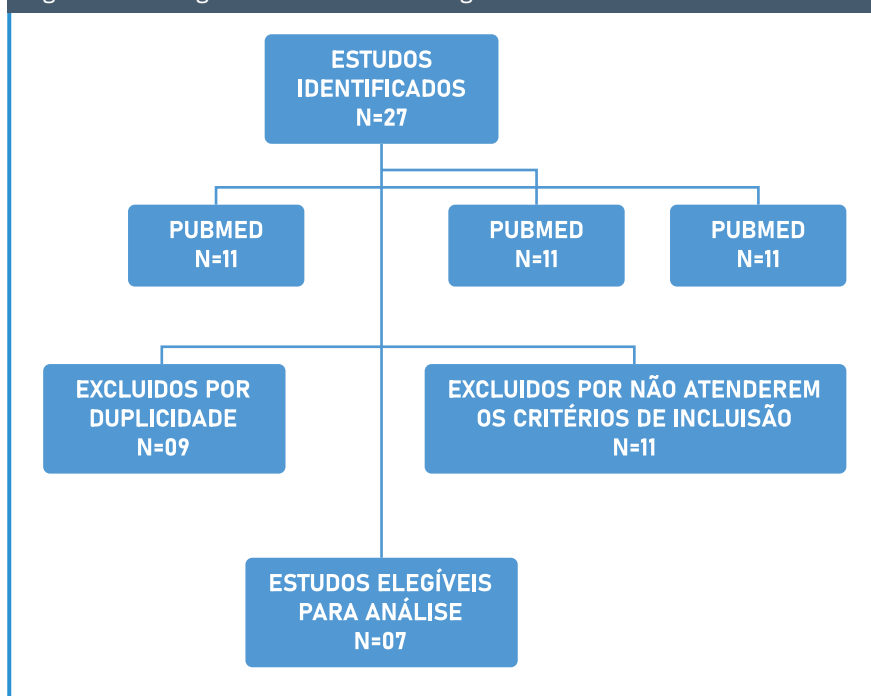 ESTUDOS
IDENTIFICADOS
N=27
PUBMED
N=11
PUBMED
N=11
PUBMED
N=11
EXCLUIDOS POR
DUPLICIDADE
N=09
EXCLUIDOS POR NÃO ATENDEREM
OS CRITÉRIOS DE INCLUISÃO
N=11
ESTUDOS ELEGÍVEIS
PARA ANÁLISE
N=07